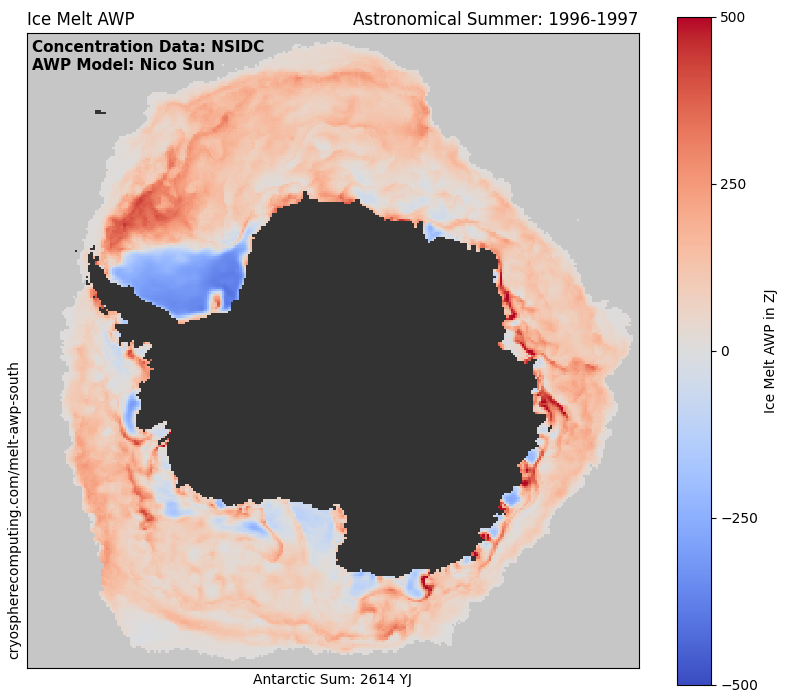 Ice Melt AWP
Astronomical Summer: 1996-1997
Concentration Data: NSIDC
AWP Model: Nico Sun
cryospherecomputing.com/melt-awp-south
Antarctic Sum: 2614 YJ
500
250
0
−250
−500
Ice Melt AWP in ZJ